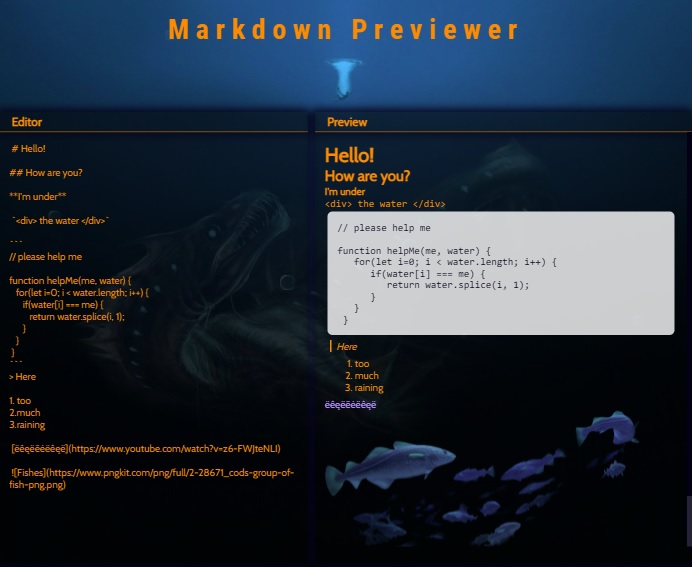 Markdown Previewer
Editor
# Hello!
## How are you?
**I'm under**
`<div> the water </div>`
```
// please help me
function helpMe(me, water) {
for(let i=0; i < water.length; i++) {
if(water[i] === me) {
return water.splice(i, 1);
}
}
}
```
> Here
1. too
2.much
3.raining
[ëêęëèëéêęë](https://www.youtube.com/watch?v=z6-FWJteNLI)
![Fishes](https://www.pngkit.com/png/full/2-28671_cods-group-of-
fish-png.png)
Preview
Hello!
How are you?
I'm under
<div> the water </div>
// please help me
function helpMe(me, water) {
for(let i=0; i < water.length; i++) {
if(water[i] === me) {
return water.splice(i, 1);
}
}
}
Here
1. too
2. much
3. raining